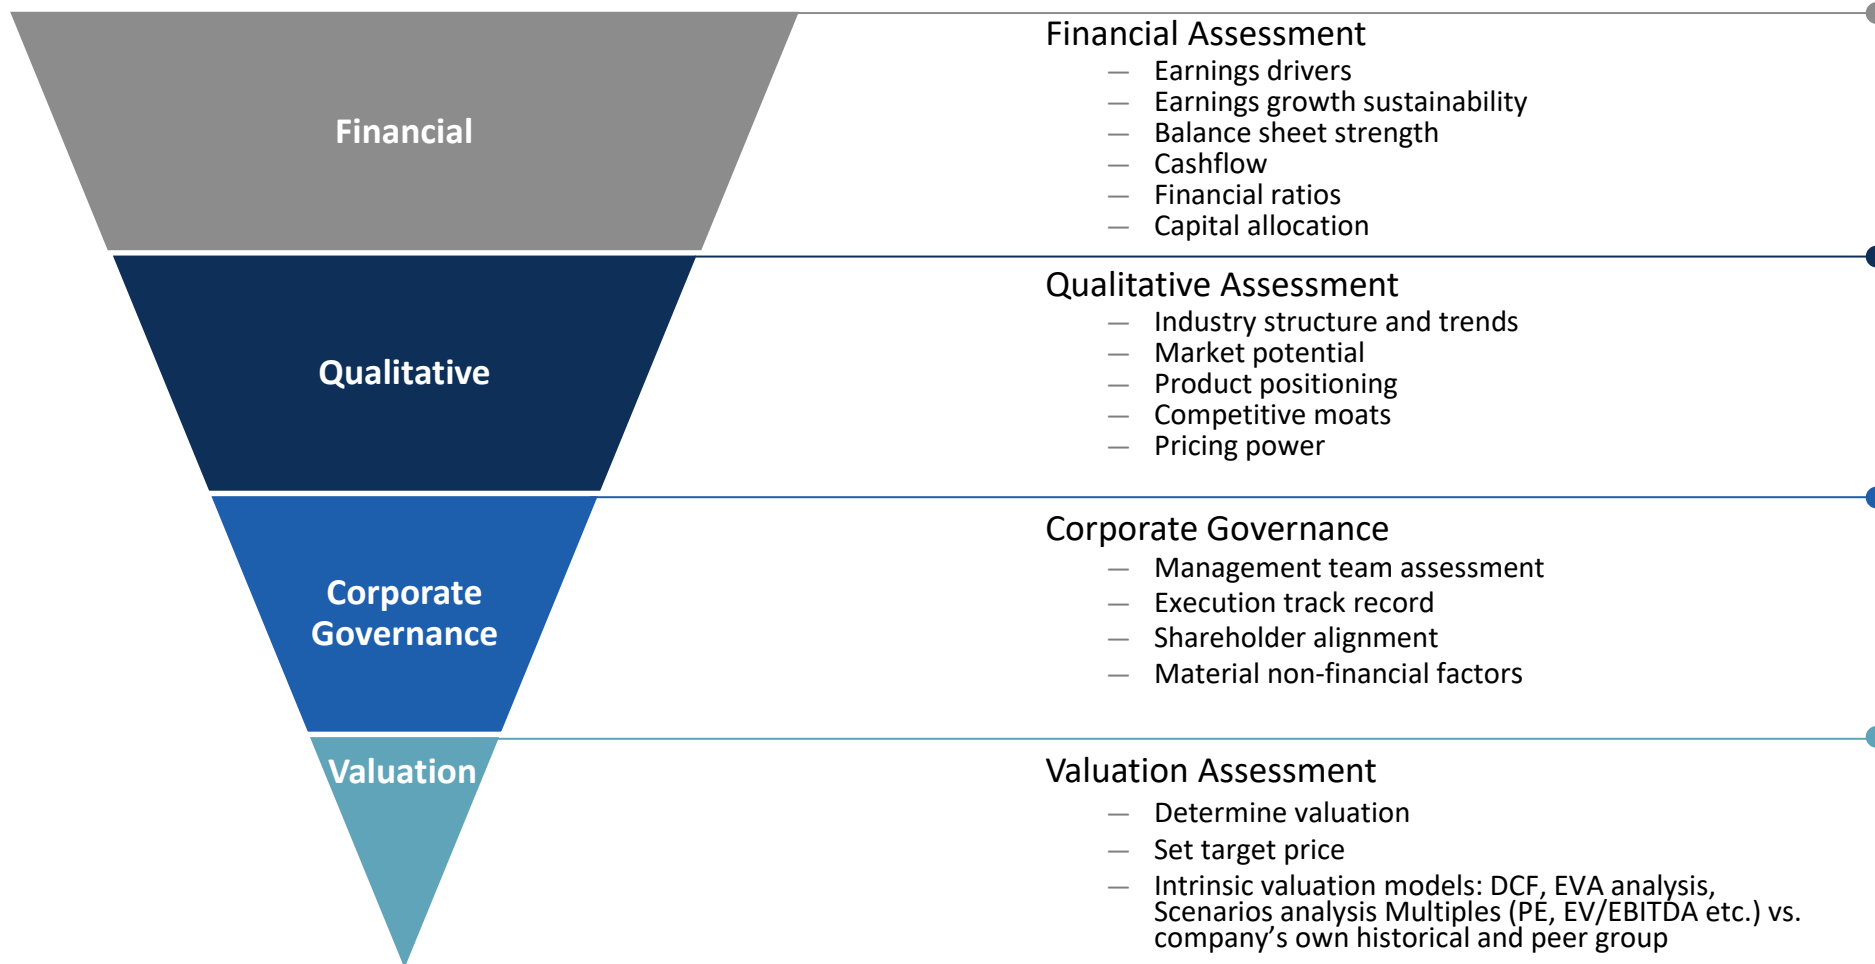 Financial
Financial Assessment
— Earnings drivers
— Earnings growth sustainability
— Balance sheet strength
— Cashflow
— Financial ratios
— Capital allocation
Qualitative
Qualitative Assessment
— Industry structure and trends
— Market potential
— Product positioning
— Competitive moats
— Pricing power
Corporate
Governance
Corporate Governance
— Management team assessment
— Execution track record
— Shareholder alignment
— Material non-financial factors
Valuation
Valuation Assessment
— Determine valuation
— Set target price
— Intrinsic valuation models: DCF, EVA analysis,
Scenarios analysis Multiples (PE, EV/EBITDA etc.) vs.
company’s own historical and peer group